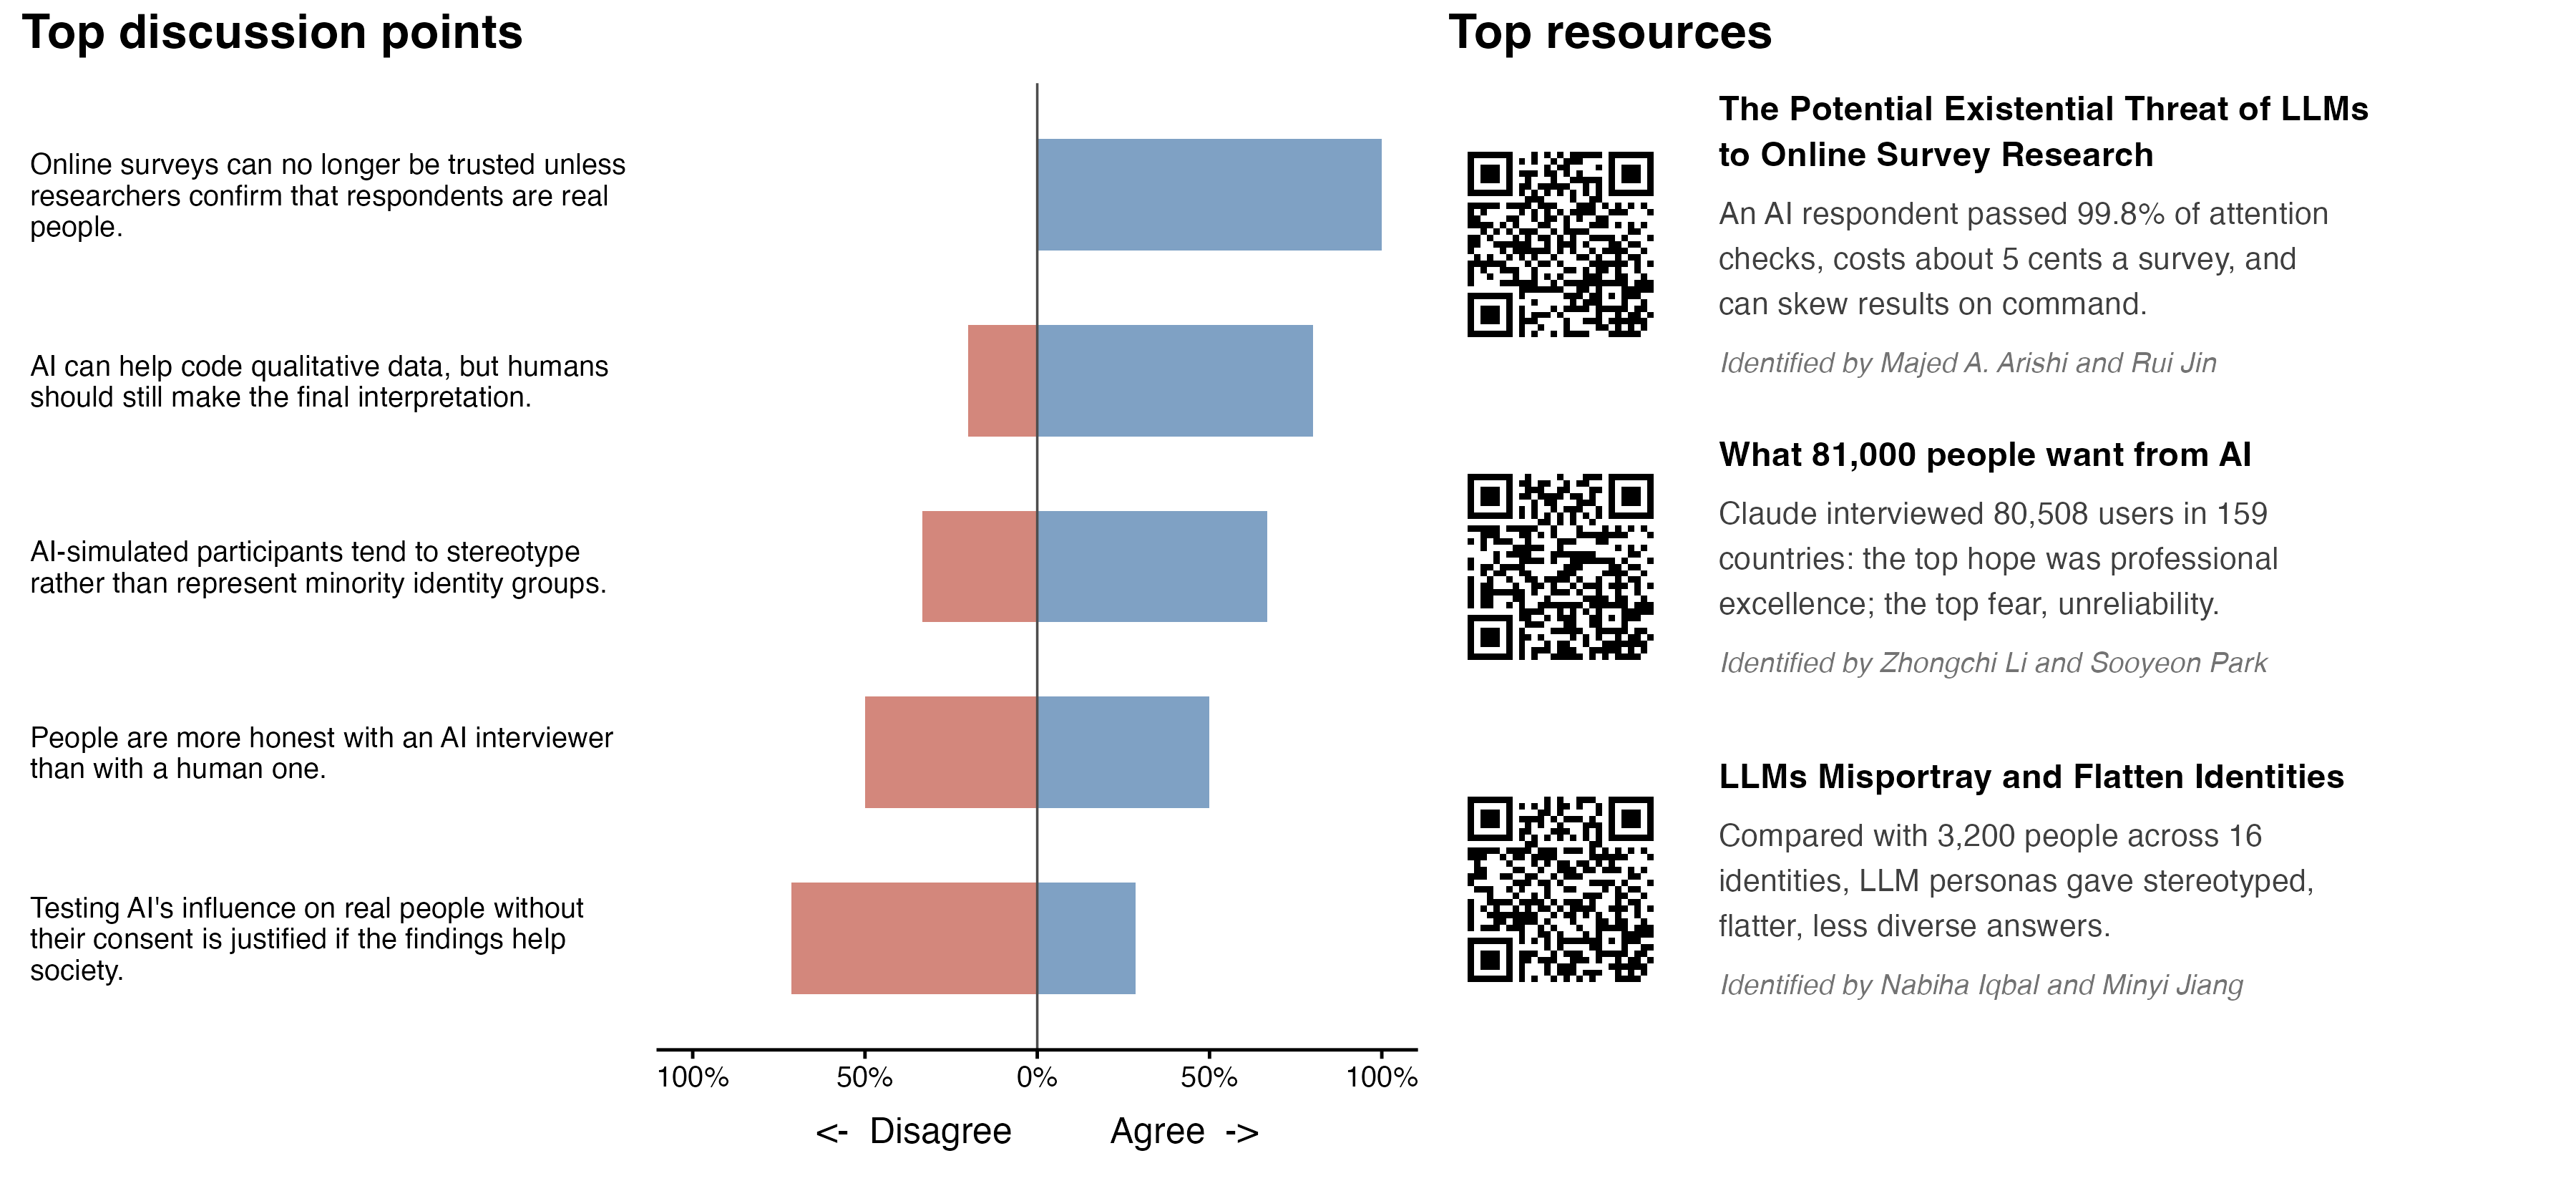 Top discussion points
Online surveys can no longer be trusted unless
researchers confirm that respondents are real
people.
AI can help code qualitative data, but humans
should still make the final interpretation.
AI-simulated participants tend to stereotype
rather than represent minority identity groups.
People are more honest with an AI interviewer
than with a human one.
Testing AI's influence on real people without
their consent is justified if the findings help
society.
100% 50% 0% 50% 100%
<- Disagree Agree ->
Top resources
The Potential Existential Threat of LLMs
to Online Survey Research
An AI respondent passed 99.8% of attention
checks, costs about 5 cents a survey, and
can skew results on command.
Identified by Majed A. Arishi and Rui Jin
What 81,000 people want from AI
Claude interviewed 80,508 users in 159
countries: the top hope was professional
excellence; the top fear, unreliability.
Identified by Zhongchi Li and Sooyeon Park
LLMs Misportray and Flatten Identities
Compared with 3,200 people across 16
identities, LLM personas gave stereotyped,
flatter, less diverse answers.
Identified by Nabiha Iqbal and Minyi Jiang